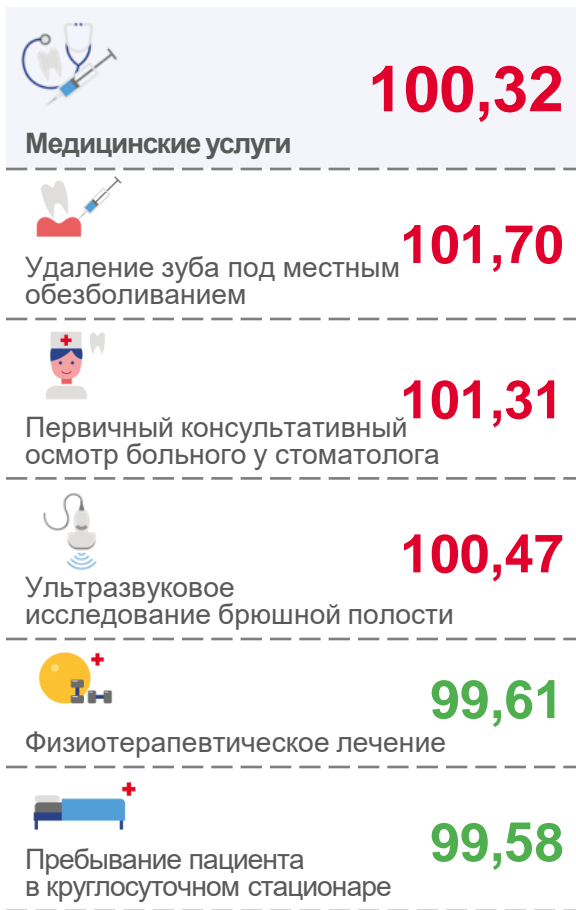 100,32
Медицинские услуги
101,70
Удаление зуба под местным
обезболиванием
101,31
Первичный консультативный
осмотр больного у стоматолога
100,47
Ультразвуковое
исследование брюшной полости
99,61
Физиотерапевтическое лечение
99,58
Пребывание пациента
в круглосуточном стационаре